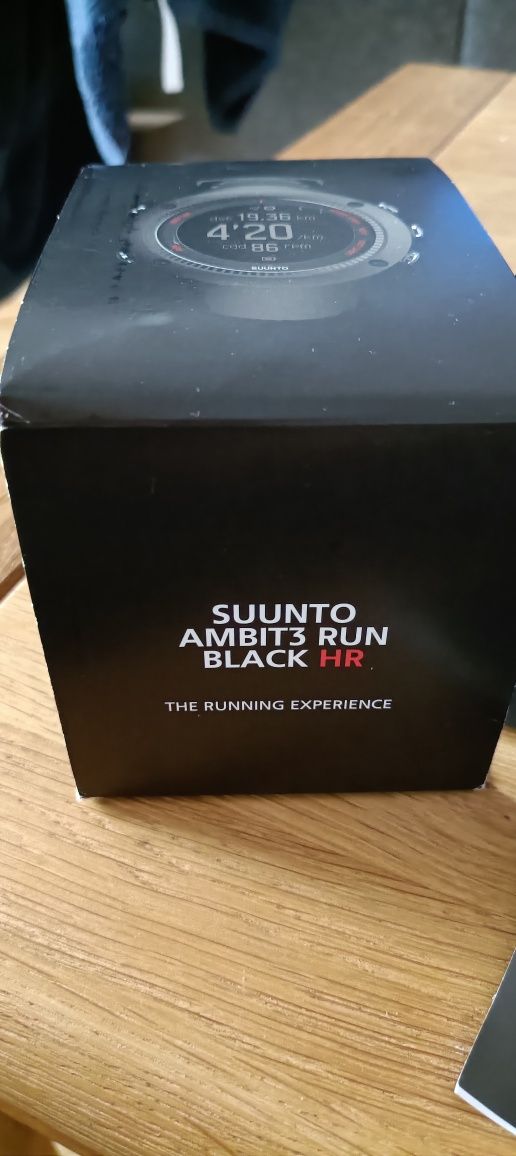 dist 19.36 km
4'20 /km
cad 86 rpm
SUUNTO
SUUNTO
AMBIT3 RUN
BLACK HR
THE RUNNING EXPERIENCE